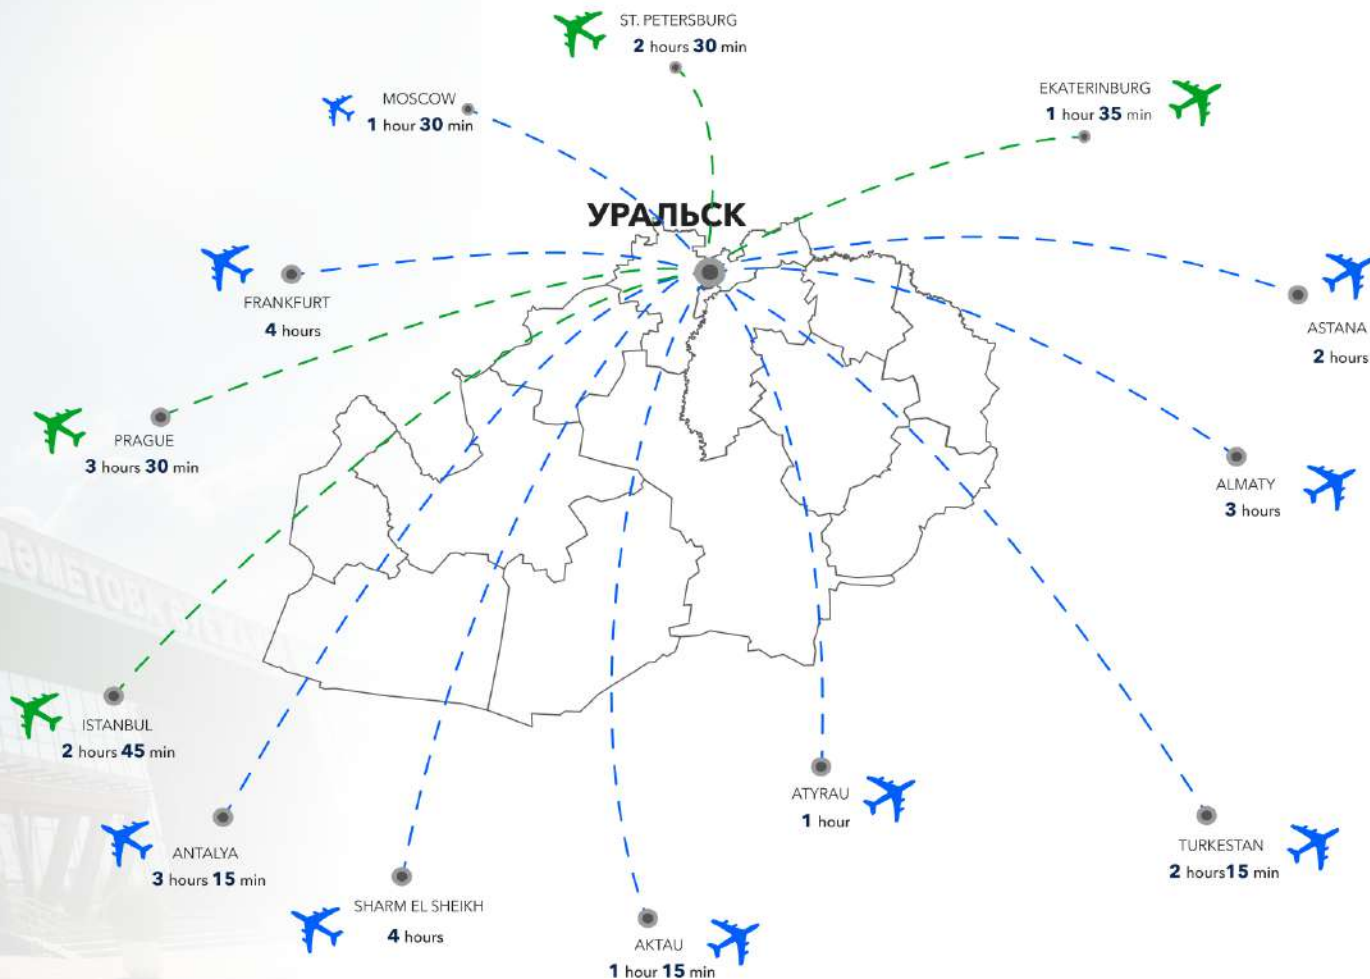 ST. PETERSBURG
2 hours 30 min
MOSCOW
1 hour 30 min
EKATERINBURG
1 hour 35 min
УРАЛЬСК
FRANKFURT
4 hours
ASTANA
2 hours
PRAGUE
3 hours 30 min
ALMATY
3 hours
ISTANBUL
2 hours 45 min
ATYRAU
1 hour
TURKESTAN
2 hours15 min
ANTALYA
3 hours 15 min
SHARM EL SHEIKH
4 hours
AKTAU
1 hour 15 min